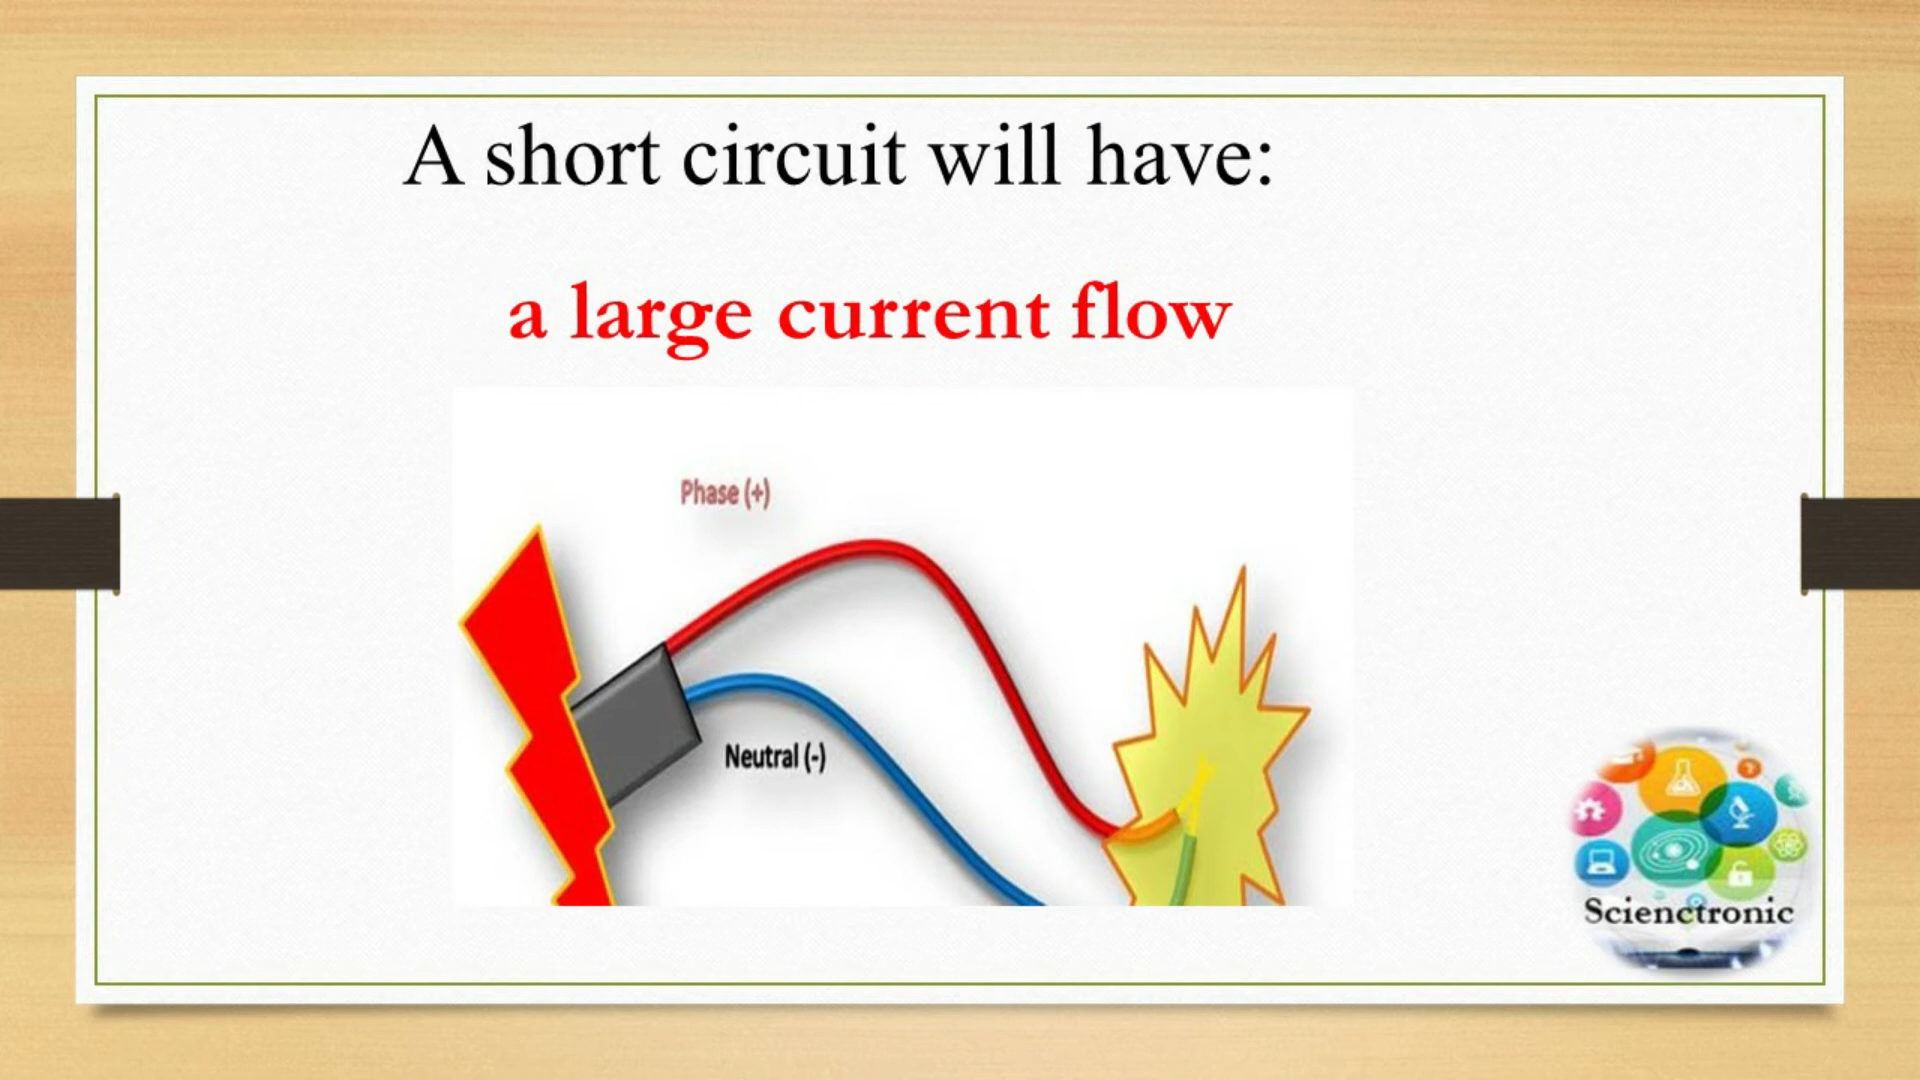 A short circuit will have:
a large current flow
Phase (+)
Neutral (-)
Scienctronic